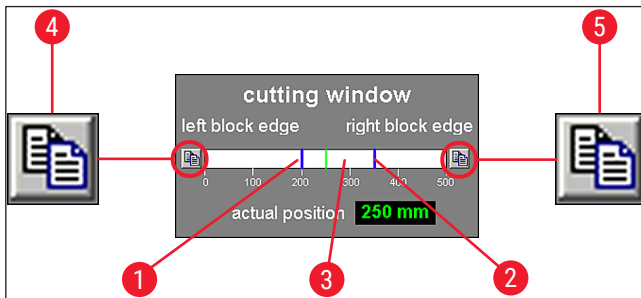 4
5
cutting window
left block edge right block edge
0 100 200 300 400 500
actual position 250 mm
1
3
2